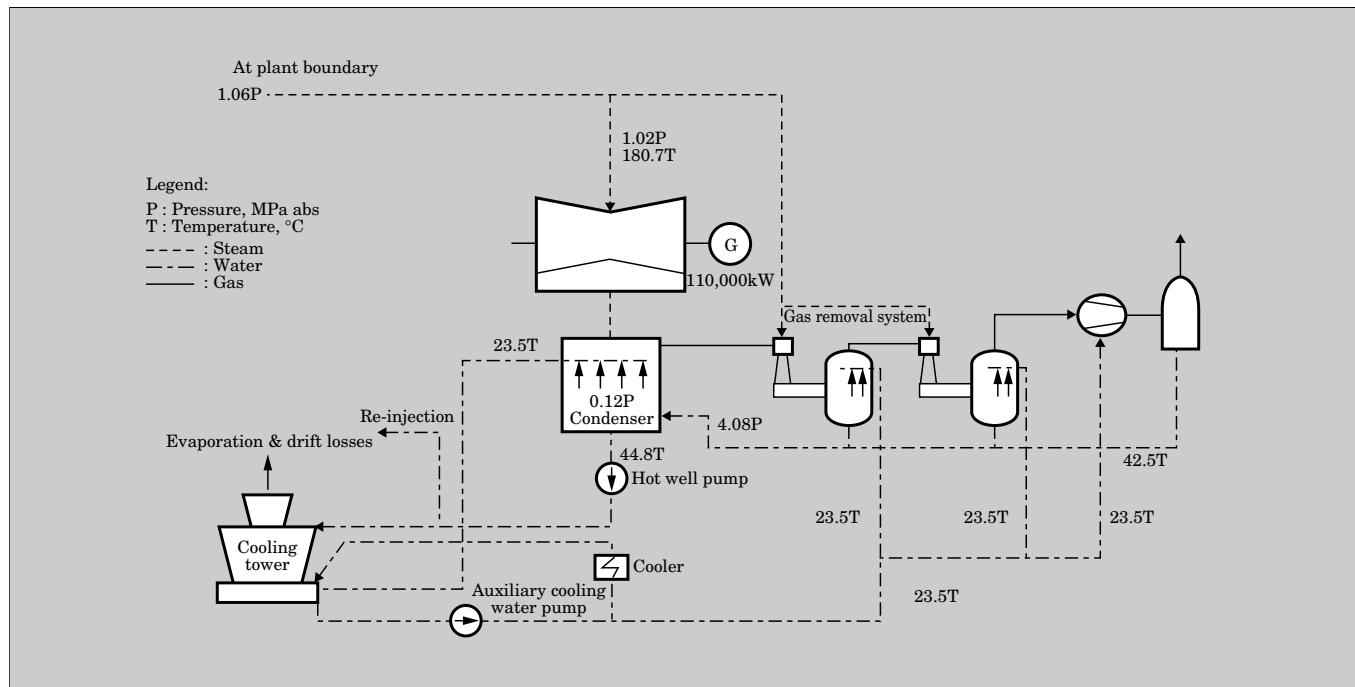 At plant boundary
1.06P
1.02P
180.7T
Legend:
P : Pressure, MPa abs
T : Temperature, °C
: Steam
: Water
: Gas
G
110,000kW
Gas removal system
23.5T
0.12P
Condenser
Re-injection
4.08P
Evaporation & drift losses
44.8T
42.5T
Hot well pump
23.5T
23.5T
23.5T
Cooling
tower
Cooler
Auxiliary cooling
water pump
23.5T